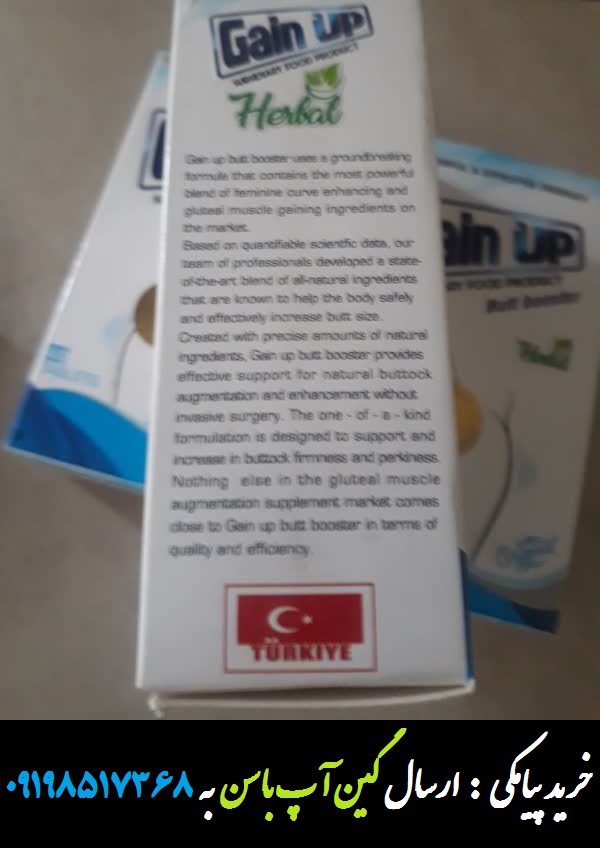 Gain Up
SUPPLEMENTARY FOOD PRODUCT
Herbal
Gain up butt booster uses a groundbreaking
formula that contains the most powerful
blend of feminine curve enhancing and
gluteal muscle gaining ingredients on
the market.
Based on quantifiable scientific data, our
team of professionals developed a state-
of-the-art blend of all-natural ingredients
that are known to help the body safely
and effectively increase butt size.
Created with precise amounts of natural
ingredients, Gain up butt booster provides
effective support for natural buttock
augmentation and enhancement without
invasive surgery. The one - of - a - kind
formulation is designed to support and
increase in buttock firmness and perkiness.
Nothing else in the gluteal muscle
augmentation supplement market comes
close to Gain up butt booster in terms of
quality and efficiency.
TÜRKIYE
ain Up
FOOD PRODUCT
Butt booster
Herbal
خرید پیامکی : ارسال گین آپ باسن به ۰۹۱۹۸۵۱۷۳۶۸